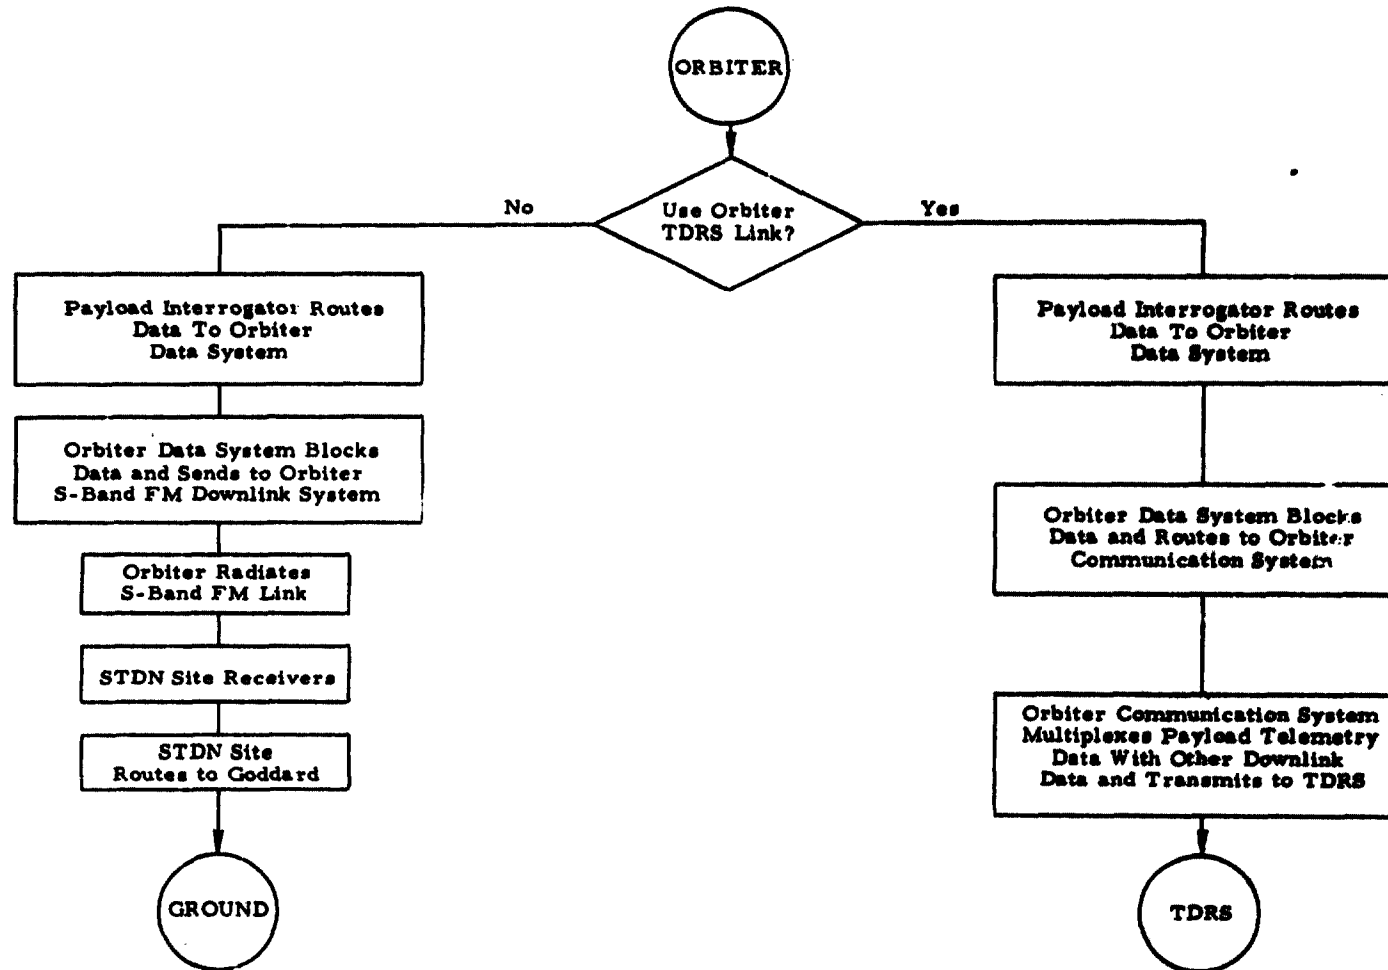 ORBITER
Use Orbiter
TDRS Link?
No
Yes
Payload Interrogator Routes
Data To Orbiter
Data System
Orbiter Data System Blocks
Data and Sends to Orbiter
S-Band FM Downlink System
Orbiter Radiates
S-Band FM Link
STDN Site Receivers
STDN Site
Routes to Goddard
GROUND
Payload Interrogator Routes
Data To Orbiter
Data System
Orbiter Data System Blocks
Data and Routes to Orbiter
Communication System
Orbiter Communication System
Multiplexes Payload Telemetry
Data With Other Downlink
Data and Transmits to TDRS
TDRS